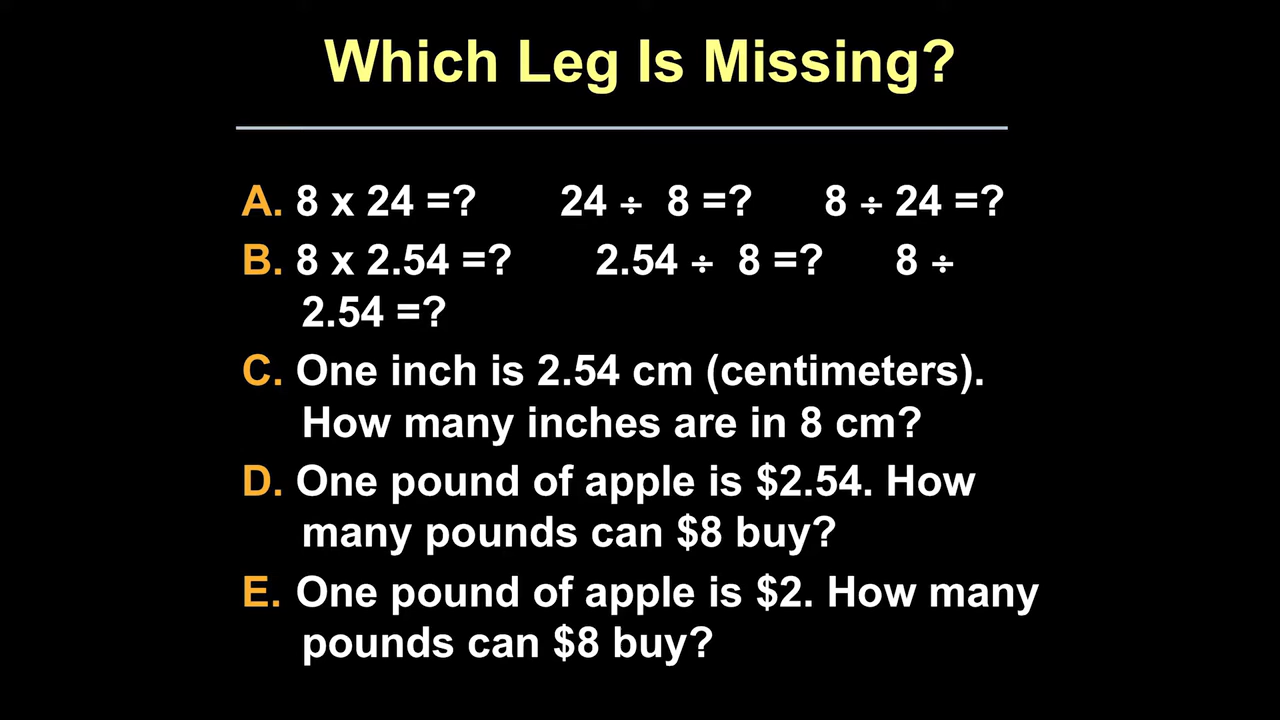 Which Leg Is Missing?
A. 8 x 24 =? 24 ÷ 8 =? 8 ÷ 24 =?
B. 8 x 2.54 =? 2.54 ÷ 8 =? 8 ÷
2.54 =?
C. One inch is 2.54 cm (centimeters).
How many inches are in 8 cm?
D. One pound of apple is $2.54. How
many pounds can $8 buy?
E. One pound of apple is $2. How many
pounds can $8 buy?